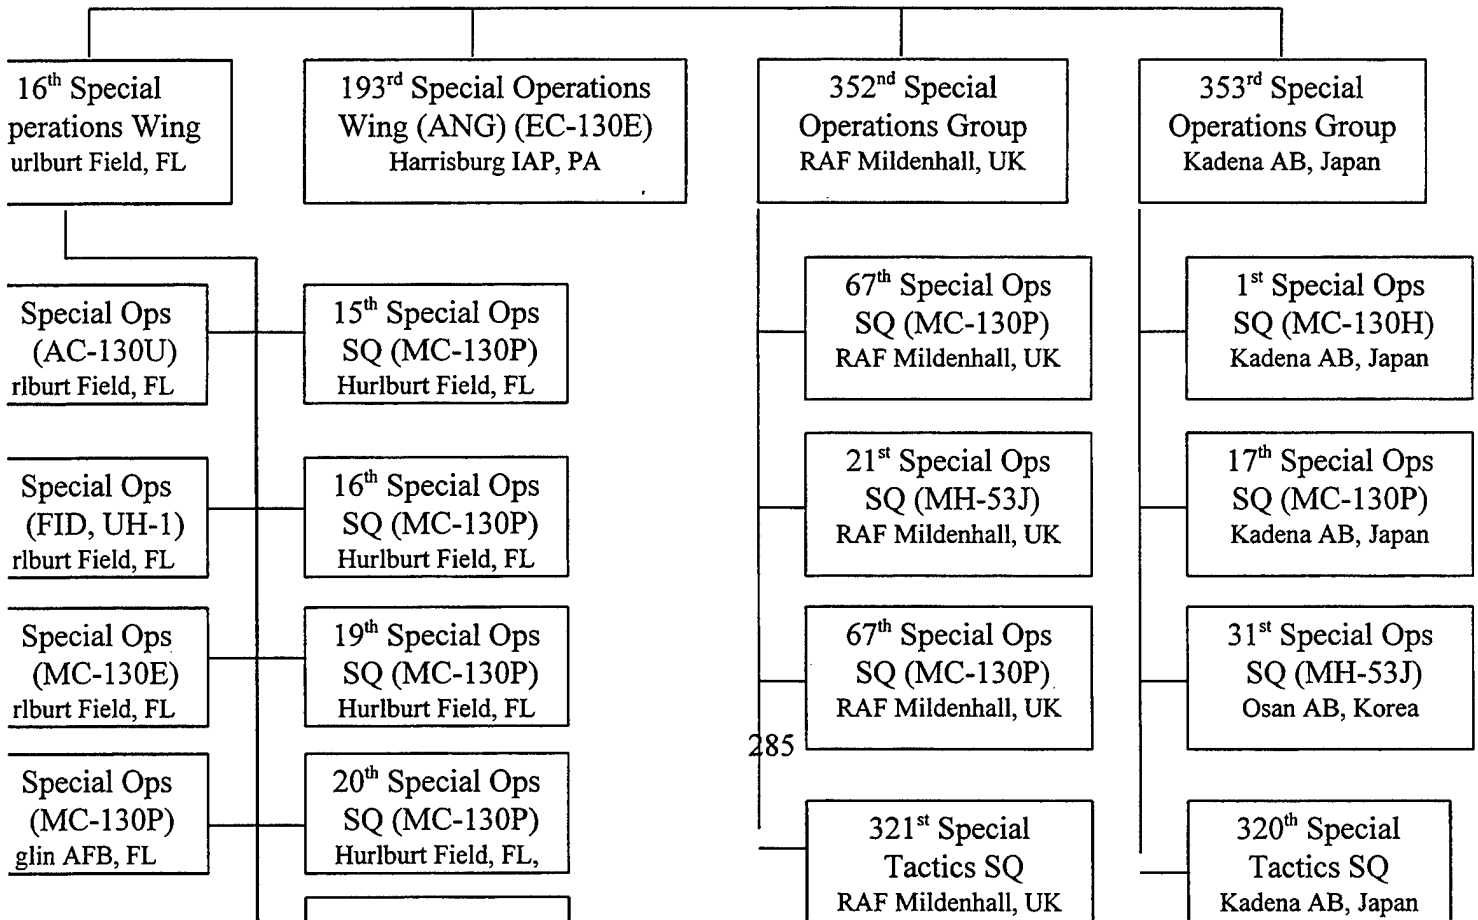 16th Special
perations Wing
urlburt Field, FL
193rd Special Operations
Wing (ANG) (EC-130E)
Harrisburg IAP, PA
352nd Special
Operations Group
RAF Mildenhall, UK
353rd Special
Operations Group
Kadena AB, Japan
Special Ops
(AC-130U)
rlburt Field, FL
15th Special Ops
SQ (MC-130P)
Hurlburt Field, FL
67th Special Ops
SQ (MC-130P)
RAF Mildenhall, UK
1st Special Ops
SQ (MC-130H)
Kadena AB, Japan
Special Ops
(FID, UH-1)
rlburt Field, FL
16th Special Ops
SQ (MC-130P)
Hurlburt Field, FL
21st Special Ops
SQ (MH-53J)
RAF Mildenhall, UK
17th Special Ops
SQ (MC-130P)
Kadena AB, Japan
Special Ops
(MC-130E)
rlburt Field, FL
19th Special Ops
SQ (MC-130P)
Hurlburt Field, FL
67th Special Ops
SQ (MC-130P)
RAF Mildenhall, UK
31st Special Ops
SQ (MH-53J)
Osan AB, Korea
285
Special Ops
(MC-130P)
glin AFB, FL
20th Special Ops
SQ (MC-130P)
Hurlburt Field, FL,
321st Special
Tactics SQ
RAF Mildenhall, UK
320th Special
Tactics SQ
Kadena AB, Japan